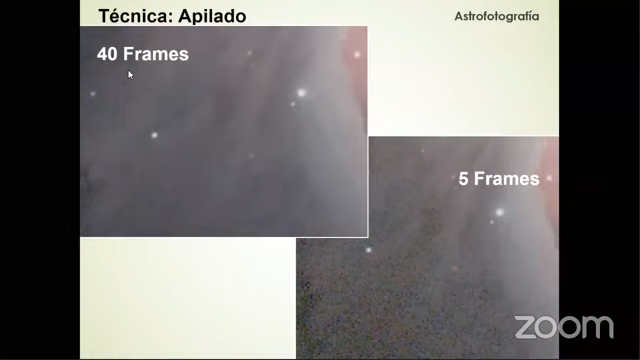 Técnica: Apilado
Astrofotografía
40 Frames
5 Frames
zoom